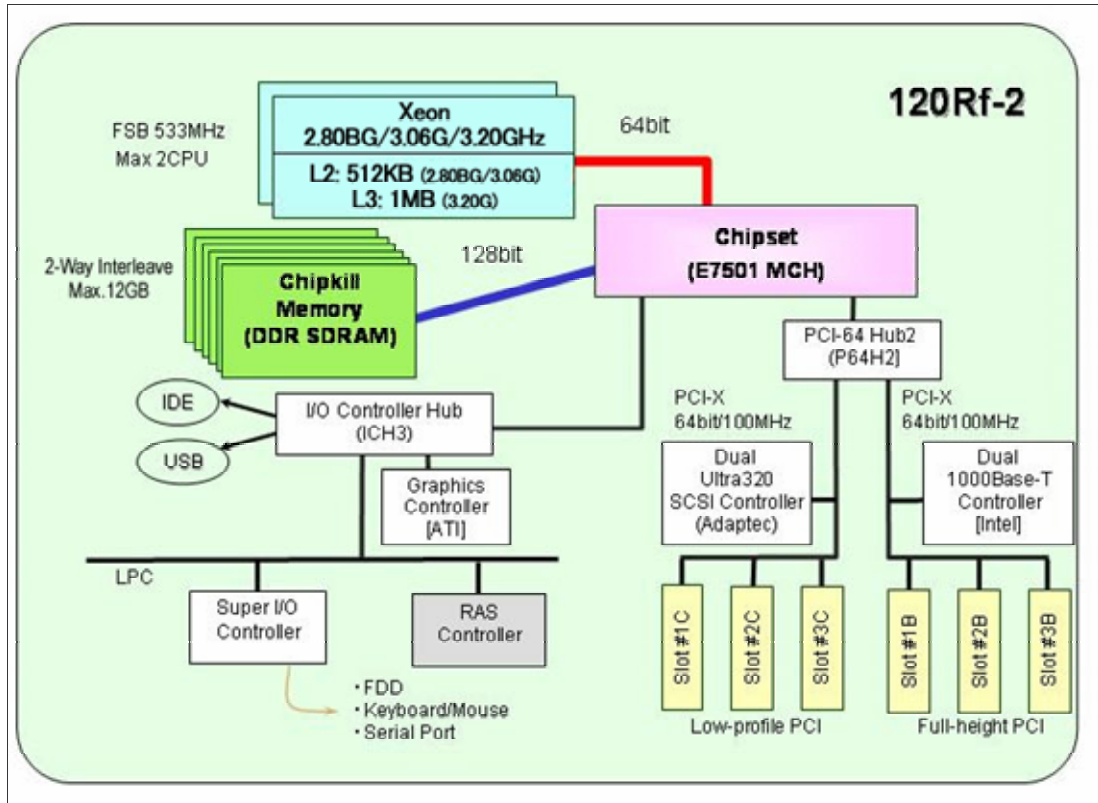 120Rf-2
FSB 533MHz
Max 2CPU
Xeon
2.80BG/3.06G/3.20GHz
L2: 512KB (2.80BG/3.06G)
L3: 1MB (3.20G)
64bit
Chipset
(E7501 MCH)
2-Way Interleave
Max.12GB
Chipkill
Memory
(DDR SDRAM)
128bit
PCI-64 Hub2
(P64H2]
IDE
USB
I/O Controller Hub
(ICH3)
Graphics
Controller
[ATI]
PCI-X
64bit/100MHz
PCI-X
64bit/100MHz
Dual
Ultra320
SCSI Controller
(Adaptec)
Dual
1000Base-T
Controller
[Intel]
LPC
Super I/O
Controller
RAS
Controller
・FDD
・Keyboard/Mouse
・Serial Port
Slot #1C
Slot #2C
Slot #3C
Slot #1B
Slot #2B
Slot #3B
Low-profile PCI
Full-height PCI